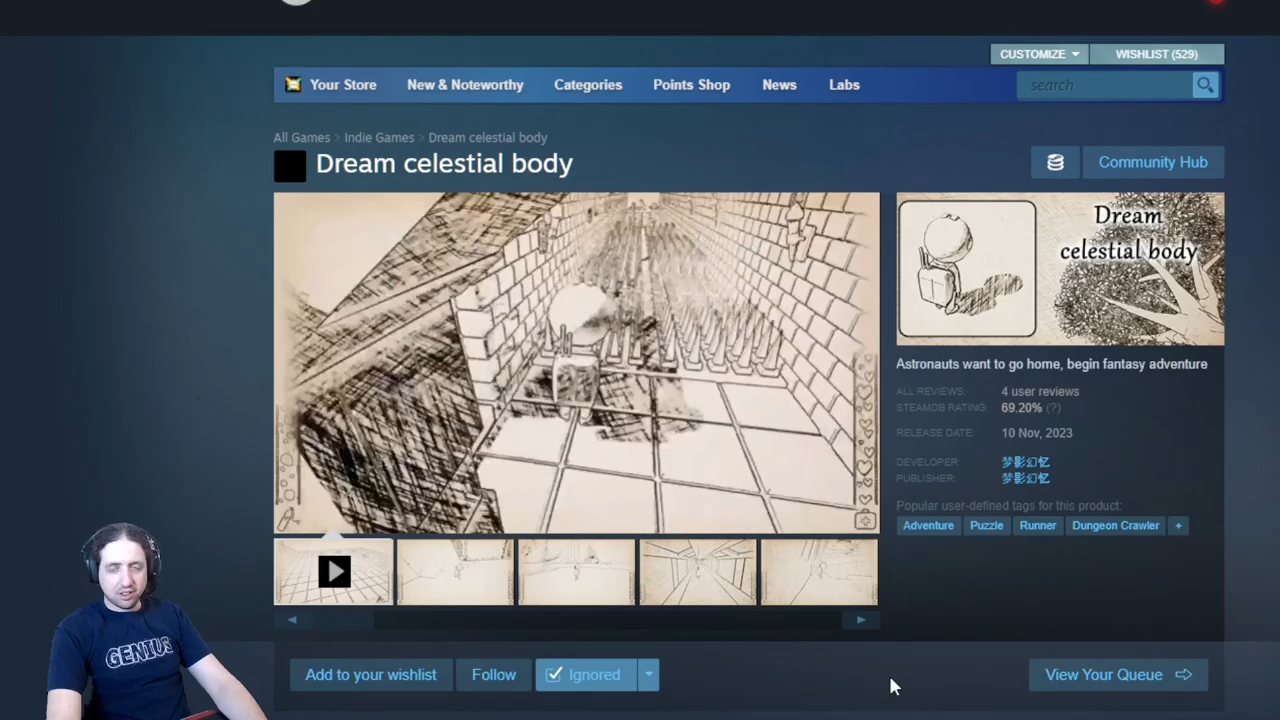 CUSTOMIZE
WISHLIST (529)
Your Store
New & Noteworthy
Categories
Points Shop
News
Labs
search
All Games > Indie Games > Dream celestial body
Dream celestial body
Community Hub
Dream
celestial body
Astronauts want to go home, begin fantasy adventure
ALL REVIEWS: 4 user reviews
STEAMDB RATING: 69.20% (?)
RELEASE DATE: 10 Nov, 2023
DEVELOPER: 梦影幻忆
PUBLISHER: 梦影幻忆
Popular user-defined tags for this product:
Adventure
Puzzle
Runner
Dungeon Crawler
+
GENIUS
Add to your wishlist
Follow
Ignored
View Your Queue